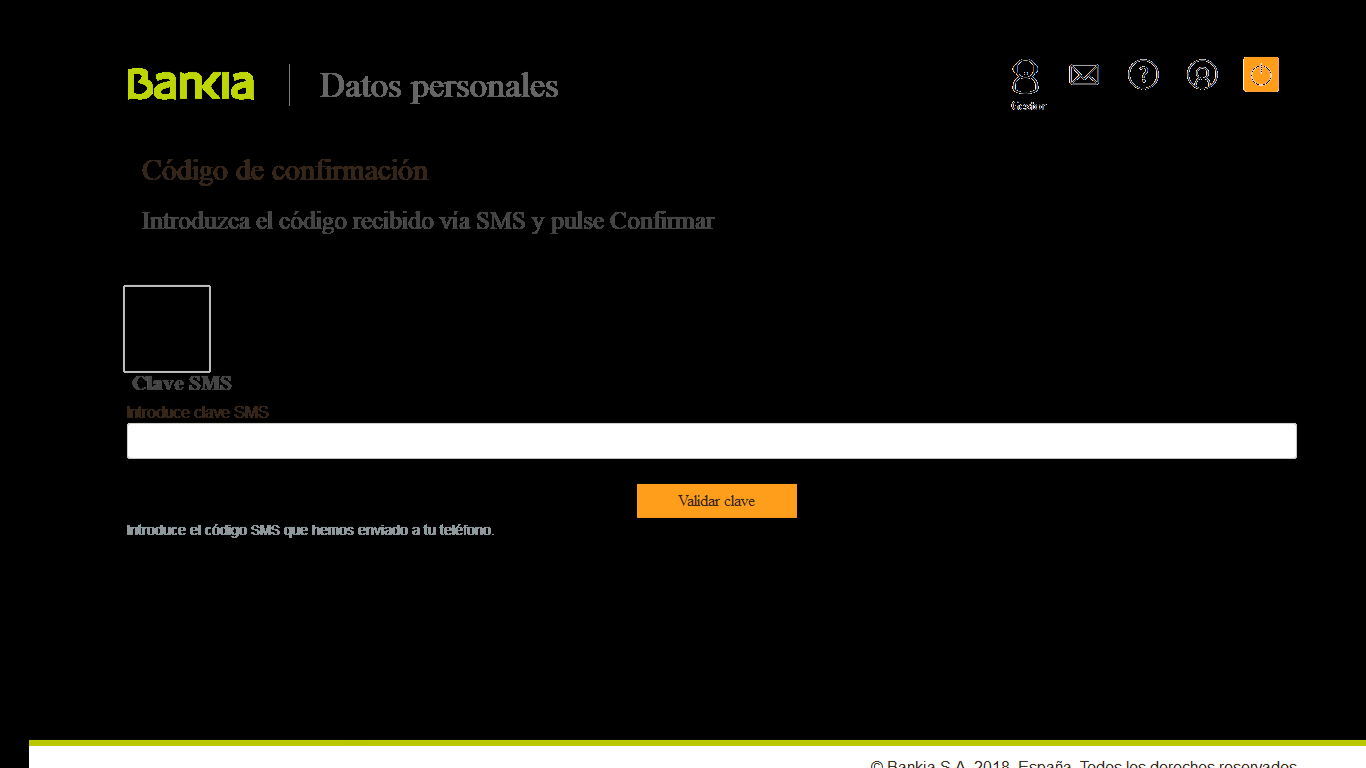 Bankia
Datos personales
Gestor
Código de confirmación
Introduzca el código recibido vía SMS y pulse Confirmar
Clave SMS
Introduce clave SMS
Validar clave
Introduce el código SMS que hemos enviado a tu teléfono.
© Bankia S.A. 2018. España. Todos los derechos reservados